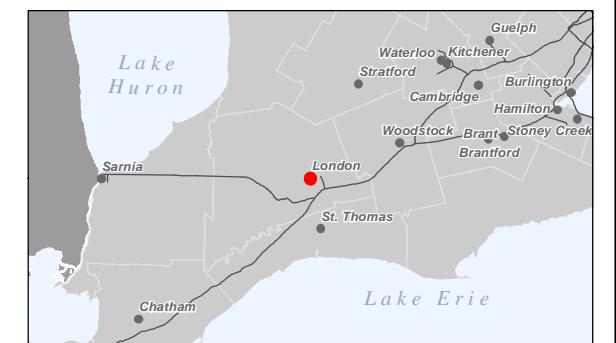 Guelph
Waterloo
Kitchener
Lake
Huron
Stratford
Burlington
Cambridge
Hamilton
Woodstock
Brant
Stoney Creek
Brantford
Sarnia
London
St. Thomas
Lake Erie
Chatham